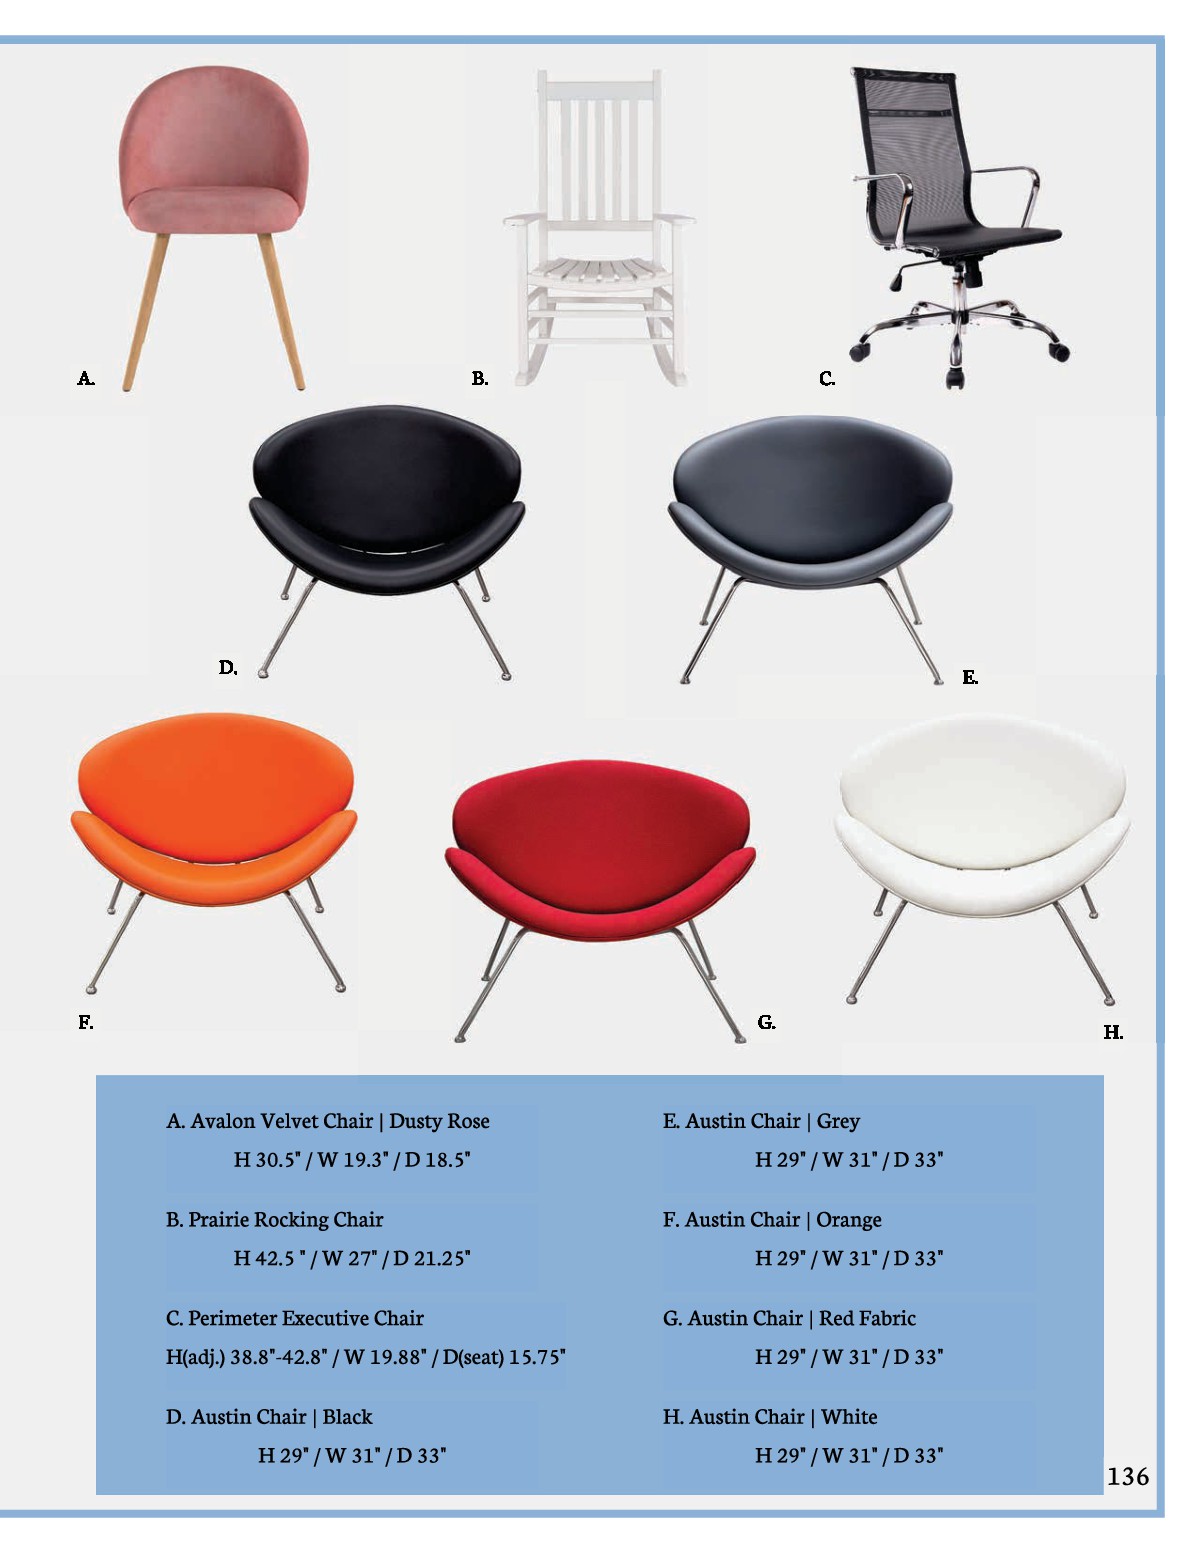 A.
B.
C.
D.
E.
F.
G.
H.
A. Avalon Velvet Chair | Dusty Rose
H 30.5" / W 19.3" / D 18.5"
B. Prairie Rocking Chair
H 42.5 " / W 27" / D 21.25"
C. Perimeter Executive Chair
H(adj.) 38.8"-42.8" / W 19.88" / D(seat) 15.75"
D. Austin Chair | Black
H 29" / W 31" / D 33"
E. Austin Chair | Grey
H 29" / W 31" / D 33"
F. Austin Chair | Orange
H 29" / W 31" / D 33"
G. Austin Chair | Red Fabric
H 29" / W 31" / D 33"
H. Austin Chair | White
H 29" / W 31" / D 33"
136